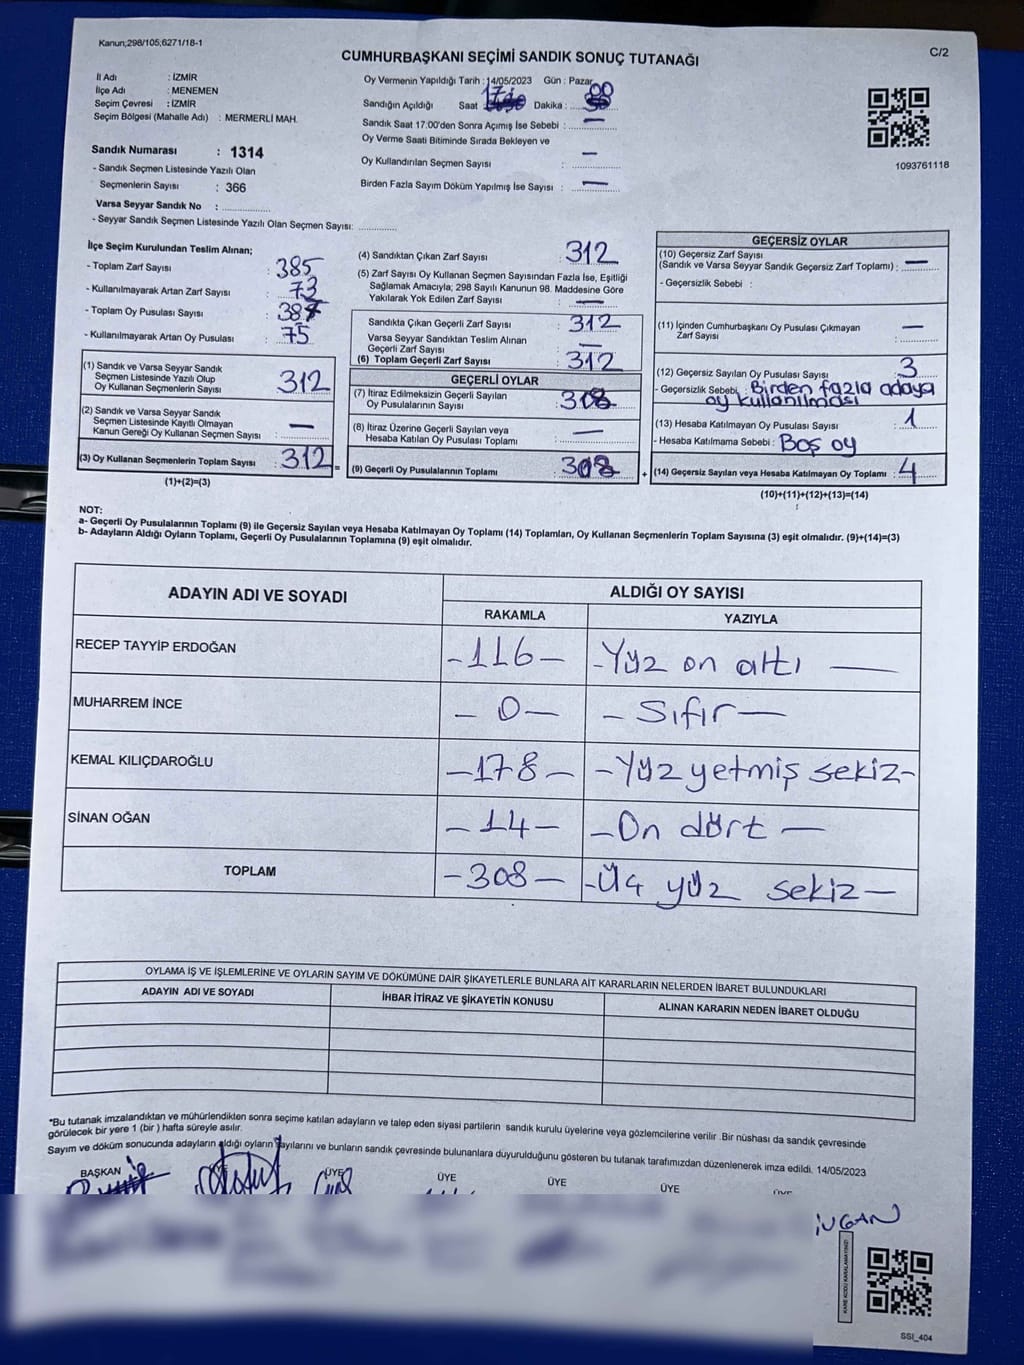 Kanun;298/105;6271/18-1
C/2
CUMHURBAŞKANI SEÇİMİ SANDIK SONUÇ TUTANAĞI
İl Adı : İZMİR
İlçe Adı : MENEMEN
Seçim Çevresi : İZMİR
Seçim Bölgesi (Mahalle Adı) : MERMERLİ MAH.
Sandık Numarası : 1314
- Sandık Seçmen Listesinde Yazılı Olan
Seçmenlerin Sayısı : 366
Varsa Seyyar Sandık No : ..................
- Seyyar Sandık Seçmen Listesinde Yazılı Olan Seçmen Sayısı: .............
Oy Vermenin Yapıldığı Tarih : 14/05/2023 Gün : Pazar
Sandığın Açıldığı Saat 17 Dakika : 00
Sandık Saat 17.00'den Sonra Açımış İse Sebebi : —
Oy Verme Saati Bitiminde Sırada Bekleyen ve
Oy Kullandırılan Seçmen Sayısı : —
Birden Fazla Sayım Döküm Yapılmış İse Sayısı : —
1093761118
İlçe Seçim Kurulundan Teslim Alınan;
- Toplam Zarf Sayısı : 385
- Kullanılmayarak Artan Zarf Sayısı : 73
- Toplam Oy Pusulası Sayısı : 387
- Kullanılmayarak Artan Oy Pusulası : 75
(1) Sandık ve Varsa Seyyar Sandık
Seçmen Listesinde Yazılı Olup
Oy Kullanan Seçmenlerin Sayısı : 312
(2) Sandık ve Varsa Seyyar Sandık
Seçmen Listesinde Kayıtlı Olmayan
Kanun Gereği Oy Kullanan Seçmen Sayısı : —
(3) Oy Kullanan Seçmenlerin Toplam Sayısı : 312 =
(1)+(2)=(3)
(4) Sandıktan Çıkan Zarf Sayısı : 312
(5) Zarf Sayısı Oy Kullanan Seçmen Sayısından Fazla İse, Eşitliği
Sağlamak Amacıyla; 298 Sayılı Kanunun 98. Maddesine Göre
Yakılarak Yok Edilen Zarf Sayısı : —
Sandıkta Çıkan Geçerli Zarf Sayısı : 312
Varsa Seyyar Sandıktan Teslim Alınan
Geçerli Zarf Sayısı
(6) Toplam Geçerli Zarf Sayısı : 312
GEÇERLİ OYLAR
(7) İtiraz Edilmeksizin Geçerli Sayılan
Oy Pusulalarının Sayısı : 308
(8) İtiraz Üzerine Geçerli Sayılan veya
Hesaba Katılan Oy Pusulası Toplamı : —
(9) Geçerli Oy Pusulalarının Toplamı : 308 +
GEÇERSİZ OYLAR
(10) Geçersiz Zarf Sayısı
(Sandık ve Varsa Seyyar Sandık Geçersiz Zarf Toplamı) : —
- Geçersizlik Sebebi :
(11) İçinden Cumhurbaşkanı Oy Pusulası Çıkmayan
Zarf Sayısı : —
(12) Geçersiz Sayılan Oy Pusulası Sayısı : 3
- Geçersizlik Sebebi : Birden fazla adaya
oy kullanılması
(13) Hesaba Katılmayan Oy Pusulası Sayısı : 1
- Hesaba Katılmama Sebebi : Boş oy
(14) Geçersiz Sayılan veya Hesaba Katılmayan Oy Toplamı : 4
(10)+(11)+(12)+(13)=(14)
NOT:
a- Geçerli Oy Pusulalarının Toplamı (9) ile Geçersiz Sayılan veya Hesaba Katılmayan Oy Toplamı (14) Toplamları, Oy Kullanan Seçmenlerin Toplam Sayısına (3) eşit olmalıdır. (9)+(14)=(3)
b- Adayların Aldığı Oyların Toplamı, Geçerli Oy Pusulalarının Toplamına (9) eşit olmalıdır.
ADAYIN ADI VE SOYADI ALDIĞI OY SAYISI
RAKAMLA YAZIYLA
RECEP TAYYİP ERDOĞAN -116- -Yüz on altı —
MUHARREM İNCE - 0 - - Sıfır —
KEMAL KILIÇDAROĞLU -178- -Yüz yetmiş sekiz-
SİNAN OĞAN -14- -On dört —
TOPLAM -308- -Üç yüz sekiz-
OYLAMA İŞ VE İŞLEMLERİNE VE OYLARIN SAYIM VE DÖKÜMÜNE DAİR ŞİKAYETLERLE BUNLARA AİT KARARLARIN NELERDEN İBARET BULUNDUKLARI
ADAYIN ADI VE SOYADI İHBAR İTİRAZ VE ŞİKAYETİN KONUSU ALINAN KARARIN NEDEN İBARET OLDUĞU
*Bu tutanak imzalandıktan ve mühürlendikten sonra seçime katılan adayların ve talep eden siyasi partilerin sandık kurulu üyelerine veya gözlemcilerine verilir .Bir nüshası da sandık çevresinde
görülecek bir yere 1 (bir ) hafta süreyle asılır.
Sayım ve döküm sonucunda adayların aldığı oyların sayılarını ve bunların sandık çevresinde bulunanlara duyurulduğunu gösteren bu tutanak tarafımızdan düzenlenerek imza edildi. 14/05/2023
BAŞKAN ÜYE ÜYE ÜYE ÜYE ÜYE
KARE KODU KARALAMAYINIZ!
SSI_404